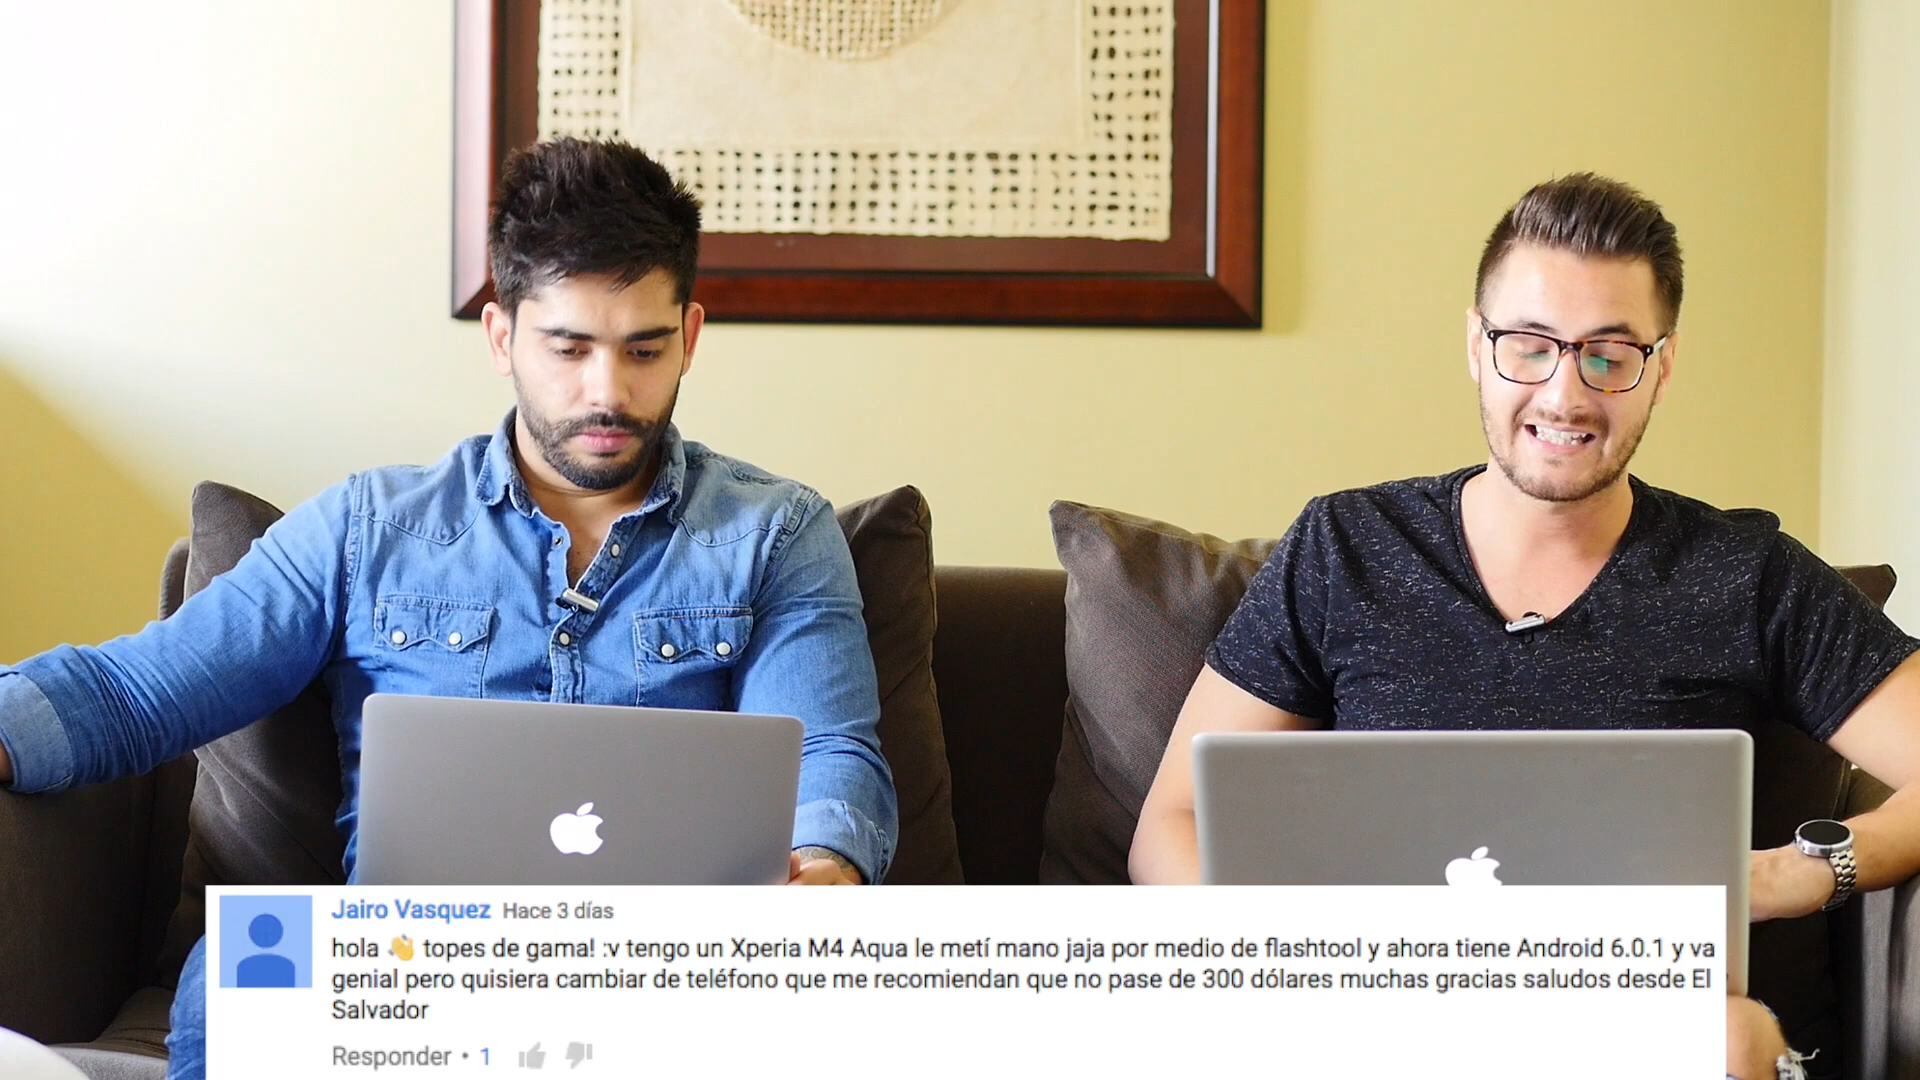 Jairo Vasquez Hace 3 días
hola 👋 topes de gama! :v tengo un Xperia M4 Aqua le metí mano jaja por medio de flashtool y ahora tiene Android 6.0.1 y va
genial pero quisiera cambiar de teléfono que me recomiendan que no pase de 300 dólares muchas gracias saludos desde El
Salvador
Responder • 1